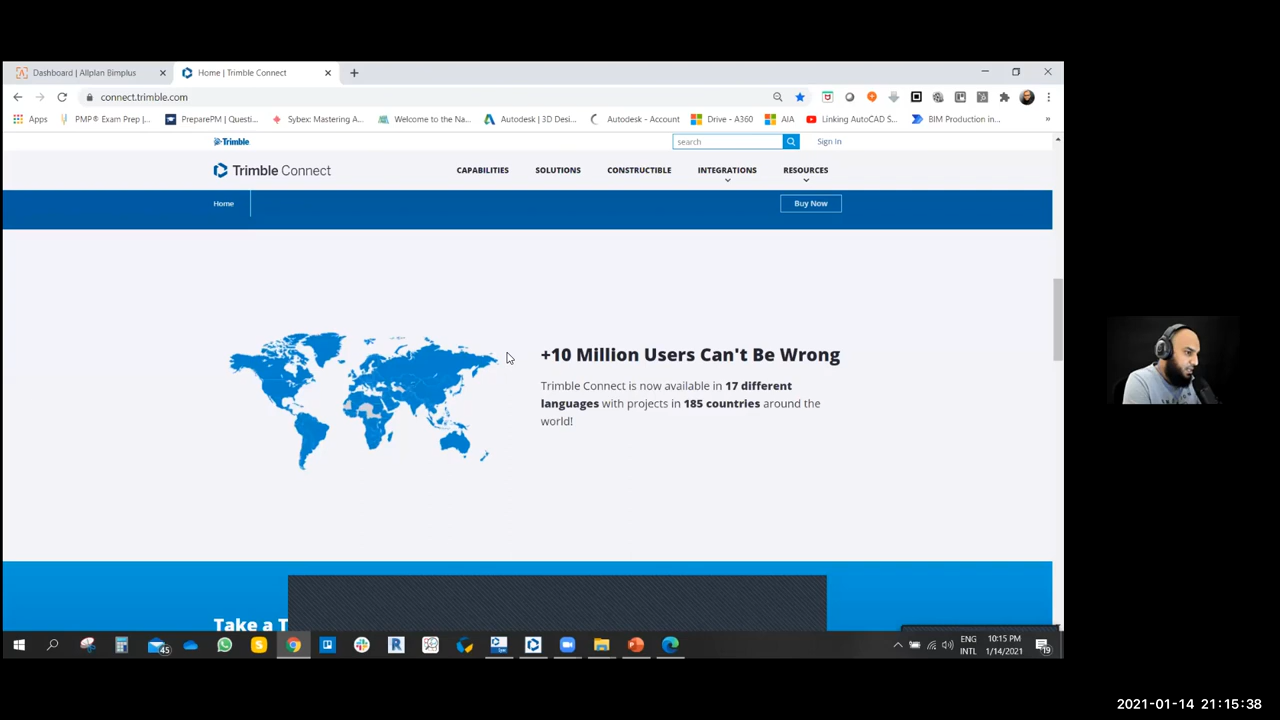 Dashboard | Allplan Bimplus
Home | Trimble Connect
connect.trimble.com
Apps
PMP® Exam Prep |...
PreparePM | Questi...
Sybex: Mastering A...
Welcome to the Na...
Autodesk | 3D Desi...
Autodesk - Account
Drive - A360
AIA
Linking AutoCAD S...
BIM Production in...
Trimble
search
Sign In
Trimble Connect
CAPABILITIES
SOLUTIONS
CONSTRUCTIBLE
INTEGRATIONS
RESOURCES
Home
Buy Now
+10 Million Users Can't Be Wrong
Trimble Connect is now available in 17 different
languages with projects in 185 countries around the
world!
Take a T
45
ENG
INTL
10:15 PM
1/14/2021
19
2021-01-14 21:15:38